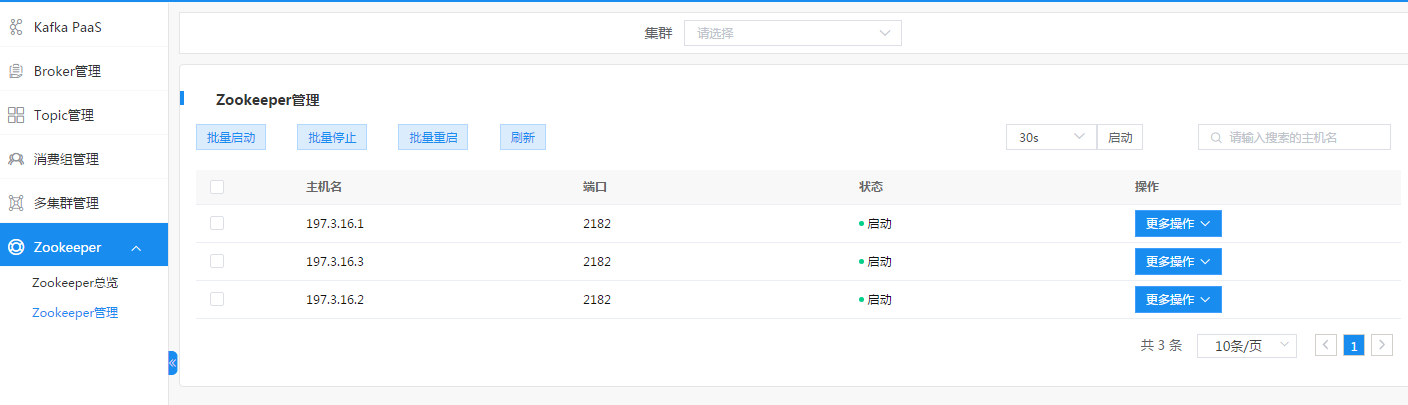 Kafka PaaS
Broker管理
Topic管理
消费组管理
多集群管理
Zookeeper
Zookeeper总览
Zookeeper管理
集群 请选择
Zookeeper管理
批量启动 批量停止 批量重启 刷新 30s 启动 请输入搜索的主机名
主机名 端口 状态 操作
197.3.16.1 2182 启动 更多操作
197.3.16.3 2182 启动 更多操作
197.3.16.2 2182 启动 更多操作
共 3 条 10条/页 1